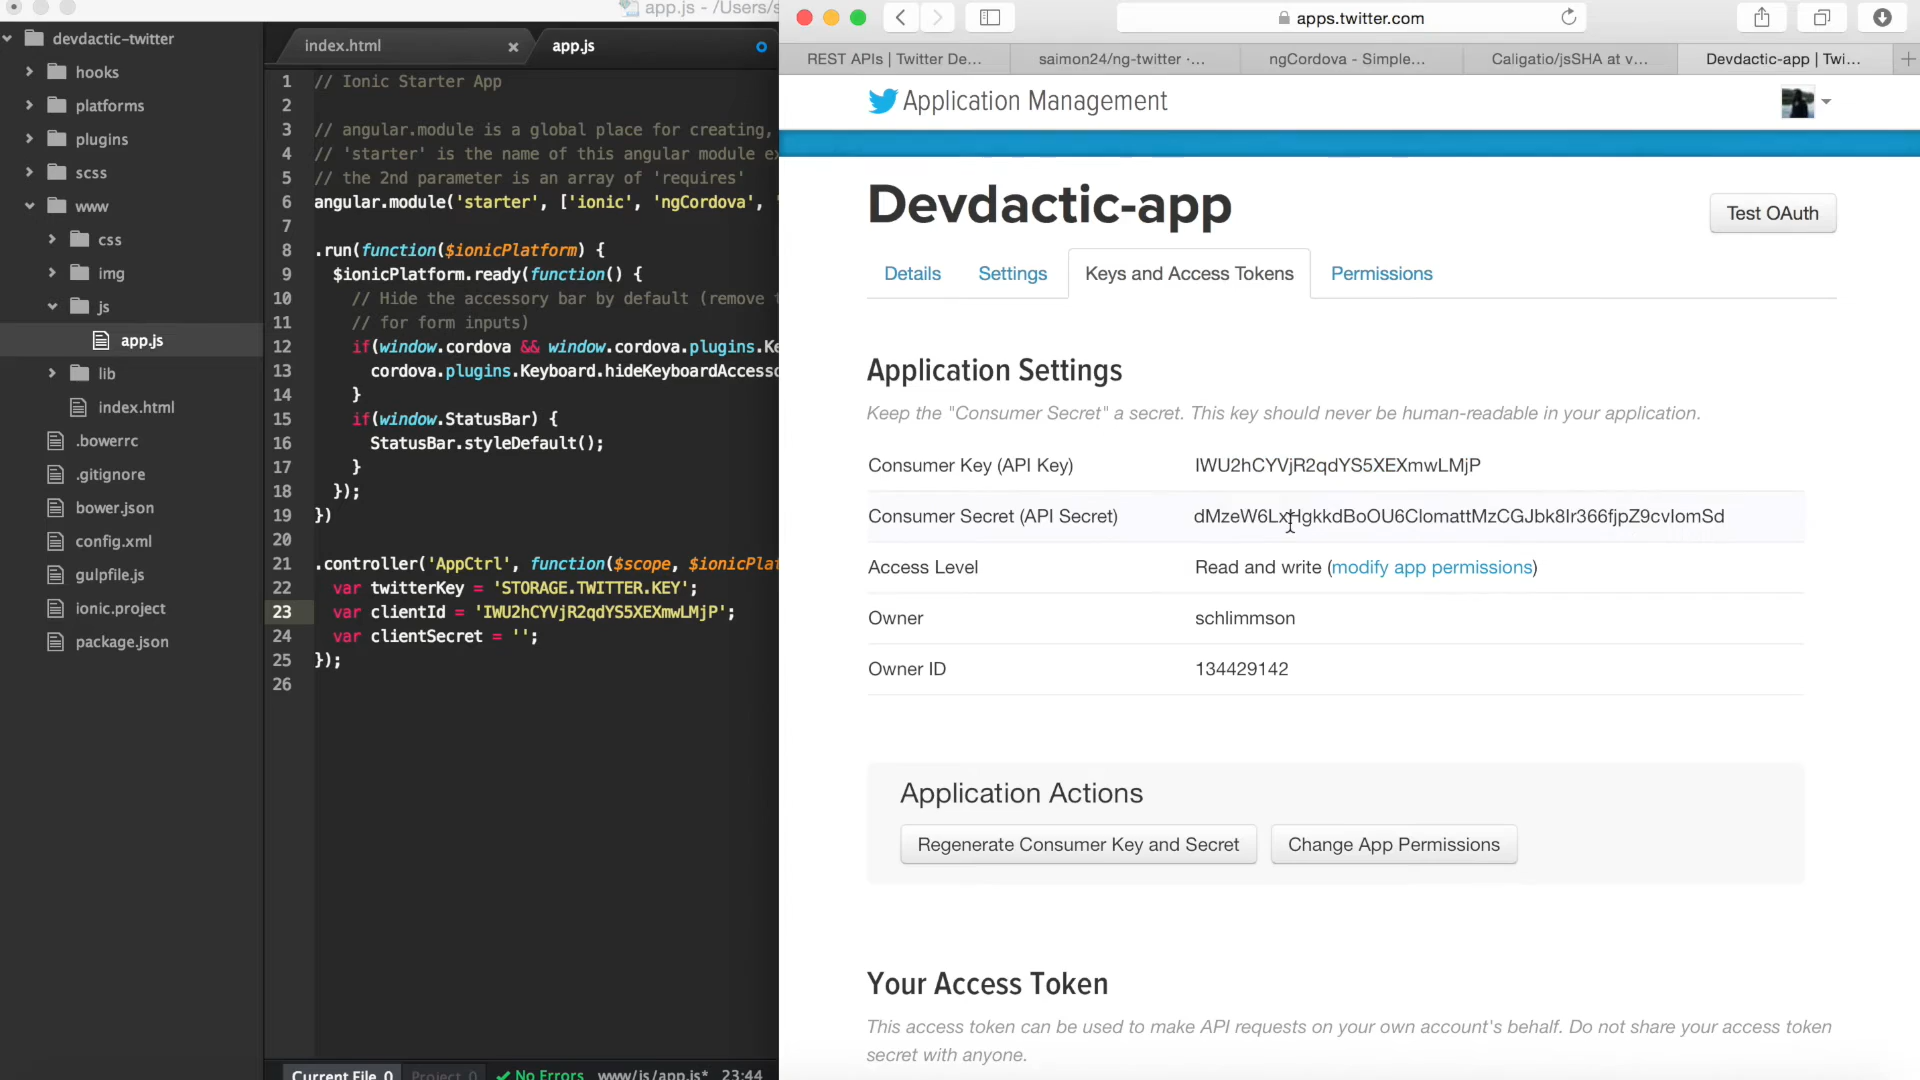 app.js - /Users/s
devdactic-twitter
hooks
platforms
plugins
scss
www
css
img
js
app.js
lib
index.html
.bowerrc
.gitignore
bower.json
config.xml
gulpfile.js
ionic.project
package.json
index.html
app.js
1 // Ionic Starter App
2
3 // angular.module is a global place for creating,
4 // 'starter' is the name of this angular module ex
5 // the 2nd parameter is an array of 'requires'
6 angular.module('starter', ['ionic', 'ngCordova', '
7
8 .run(function($ionicPlatform) {
9 $ionicPlatform.ready(function() {
10 // Hide the accessory bar by default (remove t
11 // for form inputs)
12 if(window.cordova && window.cordova.plugins.Ke
13 cordova.plugins.Keyboard.hideKeyboardAccesso
14 }
15 if(window.StatusBar) {
16 StatusBar.styleDefault();
17 }
18 });
19 })
20
21 .controller('AppCtrl', function($scope, $ionicPlat
22 var twitterKey = 'STORAGE.TWITTER.KEY';
23 var clientId = 'IWU2hCYVjR2qdYS5XEXmwLMjP';
24 var clientSecret = '';
25 });
26
Current File 0 Project 0 No Errors www/js/app.js* 23:44
apps.twitter.com
REST APIs | Twitter De...
saimon24/ng-twitter ·...
ngCordova - Simple...
Caligatio/jsSHA at v...
Devdactic-app | Twi...
Application Management
Devdactic-app
Test OAuth
Details Settings Keys and Access Tokens Permissions
Application Settings
Keep the "Consumer Secret" a secret. This key should never be human-readable in your application.
Consumer Key (API Key) IWU2hCYVjR2qdYS5XEXmwLMjP
Consumer Secret (API Secret)
Access Level Read and write (modify app permissions)
Owner schlimmson
Owner ID 134429142
Application Actions
Regenerate Consumer Key and Secret Change App Permissions
Your Access Token
This access token can be used to make API requests on your own account's behalf. Do not share your access token
secret with anyone.